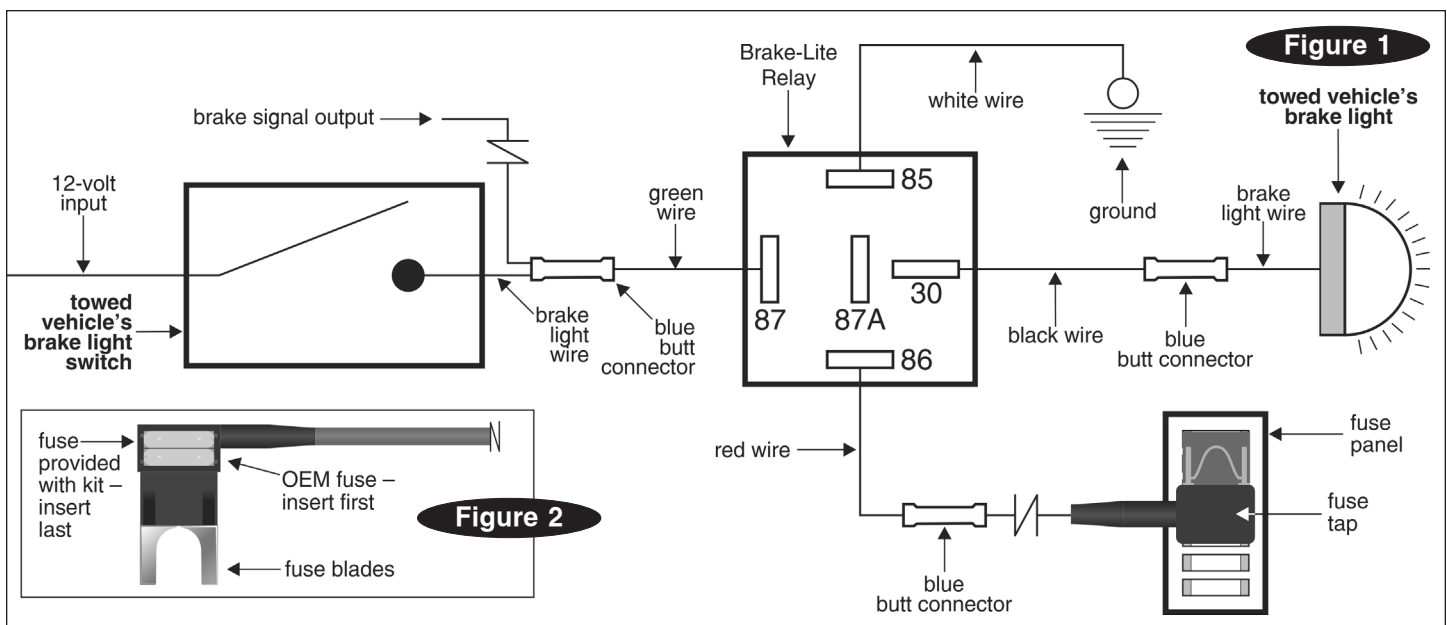 Figure 1
Brake-Lite
Relay
white wire
towed vehicle's
brake light
brake signal output
12-volt
input
green
wire
85
ground
brake
light wire
towed
vehicle's
brake light
switch
brake
light
wire
blue
butt
connector
87
87A
30
86
black wire
blue
butt connector
red wire
fuse
panel
fuse
tap
blue
butt connector
fuse
provided
with kit –
insert
last
OEM fuse –
insert first
Figure 2
fuse blades